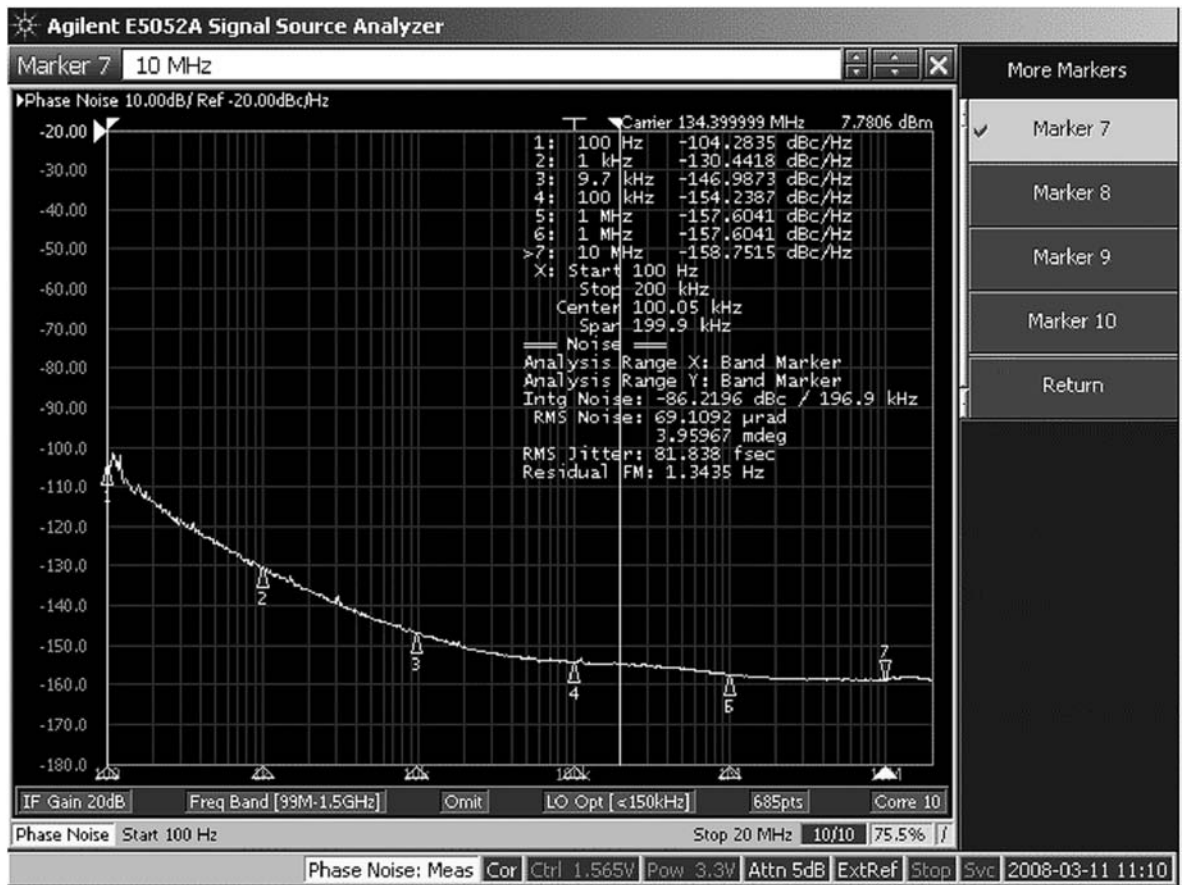 Agilent E5052A Signal Source Analyzer
Marker 7 10 MHz
More Markers
Marker 7
Marker 8
Marker 9
Marker 10
Return
Phase Noise 10.00dB/ Ref -20.00dBc/Hz
Carrier 134.399999 MHz 7.7806 dBm
1: 100 Hz -104.2835 dBc/Hz
2: 1 kHz -130.4418 dBc/Hz
3: 9.7 kHz -146.9873 dBc/Hz
4: 100 kHz -154.2387 dBc/Hz
5: 1 MHz -157.6041 dBc/Hz
6: 1 MHz -157.6041 dBc/Hz
>7: 10 MHz -158.7515 dBc/Hz
X: Start 100 Hz
Stop 200 kHz
Center 100.05 kHz
Span 199.9 kHz
Noise
Analysis Range X: Band Marker
Analysis Range Y: Band Marker
Intg Noise: -86.2196 dBc / 196.9 kHz
RMS Noise: 69.1092 µrad
3.95967 mdeg
RMS Jitter: 81.838 fsec
Residual FM: 1.3435 Hz
-20.00
-30.00
-40.00
-50.00
-60.00
-70.00
-80.00
-90.00
-100.0
-110.0
-120.0
-130.0
-140.0
-150.0
-160.0
-170.0
-180.0
1
2
3
4
7
10k
100k
IF Gain 20dB Freq Band [99M-1.5GHz] Omit LO Opt [<150kHz] 685pts Corre 10
Phase Noise Start 100 Hz Stop 20 MHz 10/10 75.5% /
Phase Noise: Meas Cor Ctrl 1.565V Pow 3.3V Attn 5dB ExtRef Stop Svc 2008-03-11 11:10